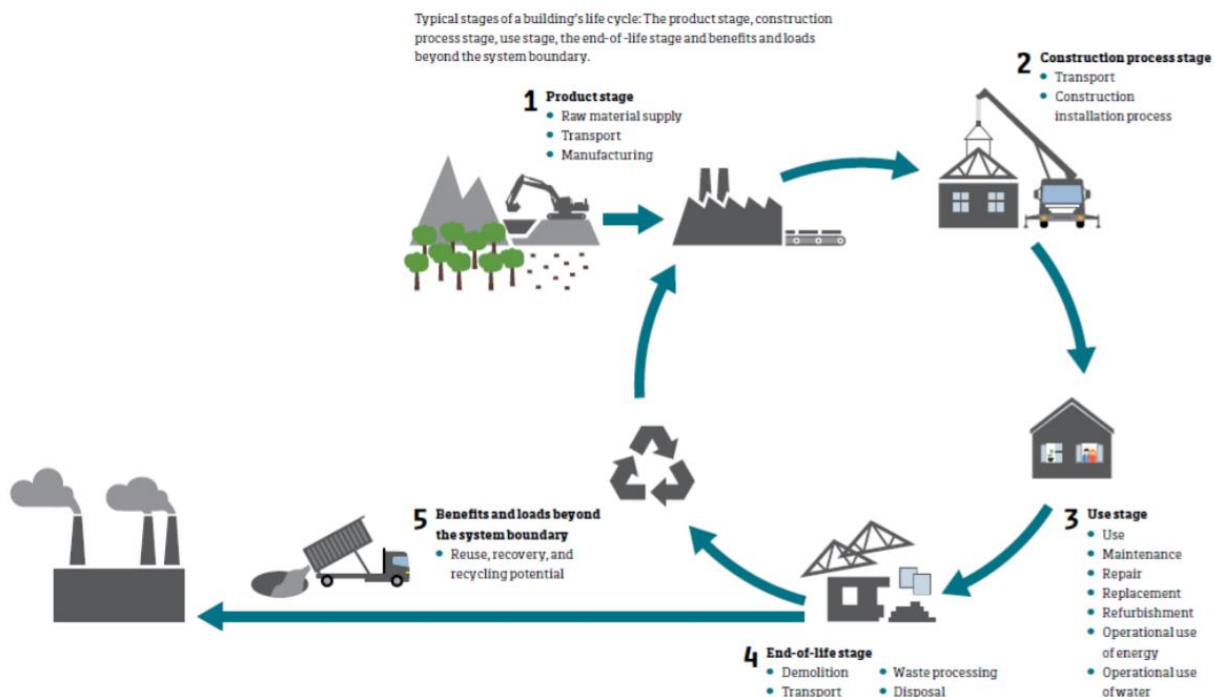 Typical stages of a building's life cycle: The product stage, construction
process stage, use stage, the end-of -life stage and benefits and loads
beyond the system boundary.
1 Product stage
• Raw material supply
• Transport
• Manufacturing
2 Construction process stage
• Transport
• Construction
installation process
3 Use stage
• Use
• Maintenance
• Repair
• Replacement
• Refurbishment
• Operational use
of energy
• Operational use
of water
4 End-of-life stage
• Demolition
• Transport
• Waste processing
• Disposal
5 Benefits and loads beyond
the system boundary
• Reuse, recovery, and
recycling potential